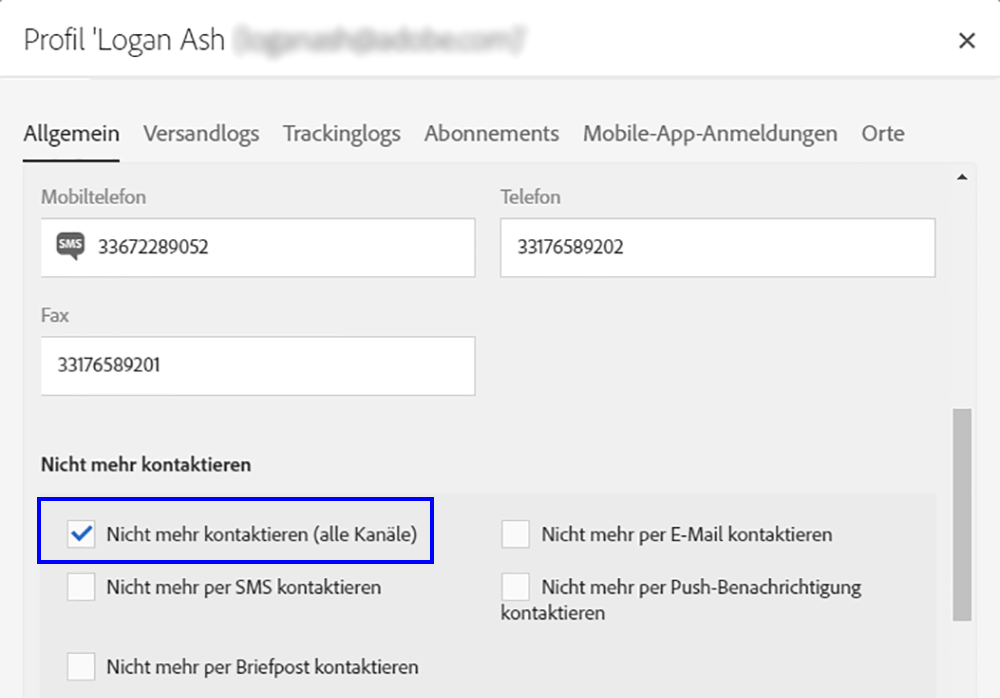 Profil 'Logan Ash
Allgemein Versandlogs Trackinglogs Abonnements Mobile-App-Anmeldungen Orte
Mobiltelefon Telefon
SMS 33672289052 33176589202
Fax
33176589201
Nicht mehr kontaktieren
Nicht mehr kontaktieren (alle Kanäle) Nicht mehr per E-Mail kontaktieren
Nicht mehr per SMS kontaktieren Nicht mehr per Push-Benachrichtigung
kontaktieren
Nicht mehr per Briefpost kontaktieren